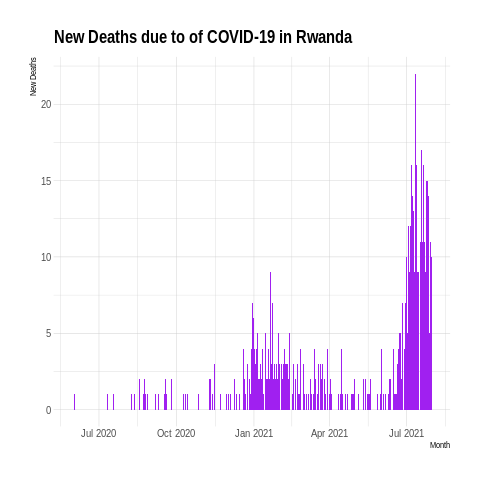 New Deaths due to of COVID-19 in Rwanda
New Deaths
20
15
10
5
0
Jul 2020 Oct 2020 Jan 2021 Apr 2021 Jul 2021
Month